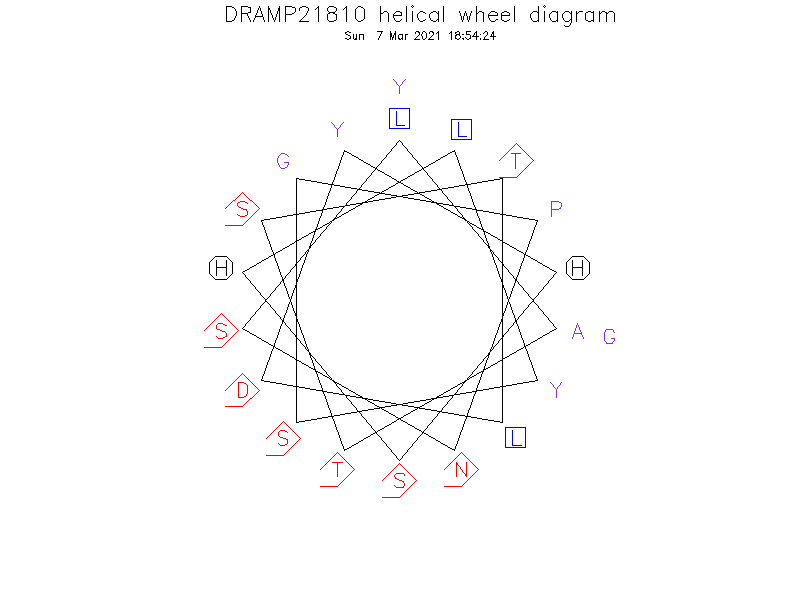 DRAMP21810 helical wheel diagram
Sun 7 Mar 2021 18:54:24
Y
Y L L
G T
S P
H H
S A G
D Y
S L
T S N